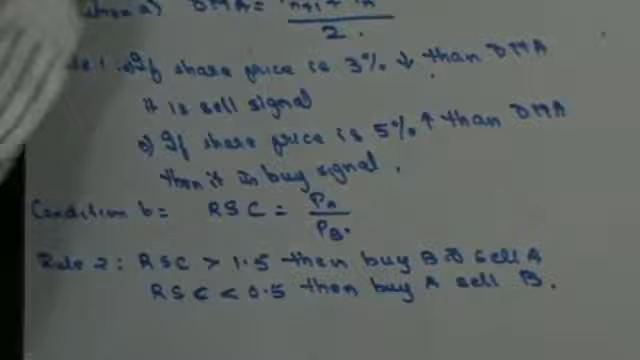 a) DMA = Pn+1 + Pn / 2.
1. a) If share price is 3% ↓ than DMA
it is sell signal
b) If share price is 5% ↑ than DMA
then it is buy signal.
Condition b = RSC = PA / PB.
Rule 2: RSC > 1.5 then buy B & sell A
RSC < 0.5 then buy A sell B.